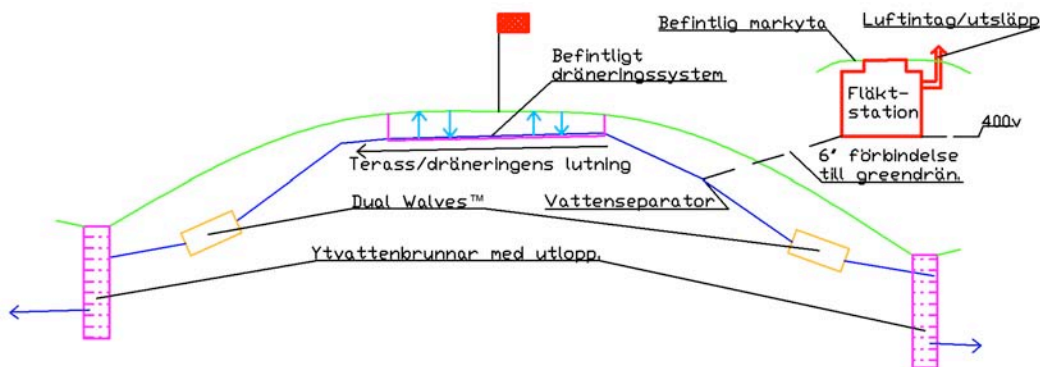 Befintlig markyta
Luftintag/utsläpp
Befintligt
dräneringssystem
Fläkt-
station
400v
Terass/dräneringens lutning
6" förbindelse
till greendrän.
Dual Walves™
Vattenseparator
Ytvattenbrunnar med utlopp.